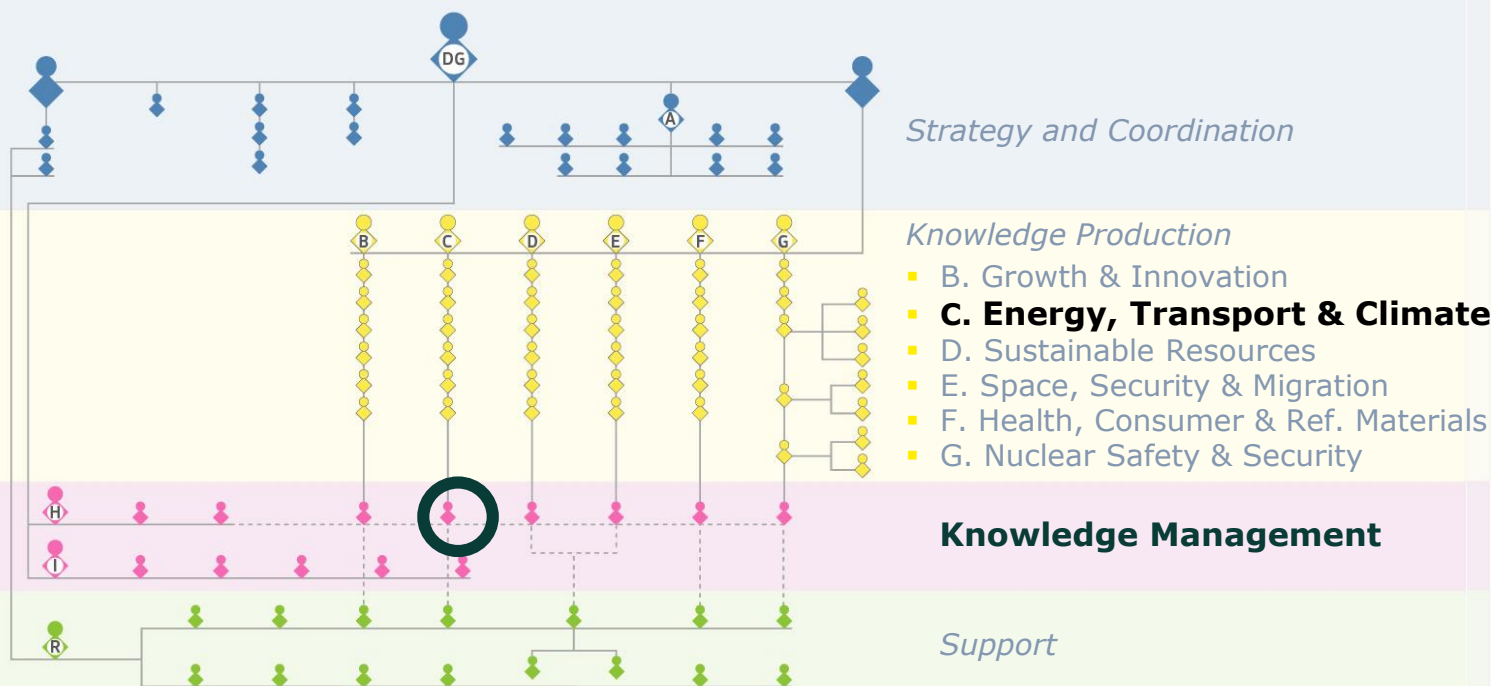 DG
A
Strategy and Coordination
B
C
D
E
F
G
Knowledge Production
B. Growth & Innovation
C. Energy, Transport & Climate
D. Sustainable Resources
E. Space, Security & Migration
F. Health, Consumer & Ref. Materials
G. Nuclear Safety & Security
H
Knowledge Management
I
R
Support